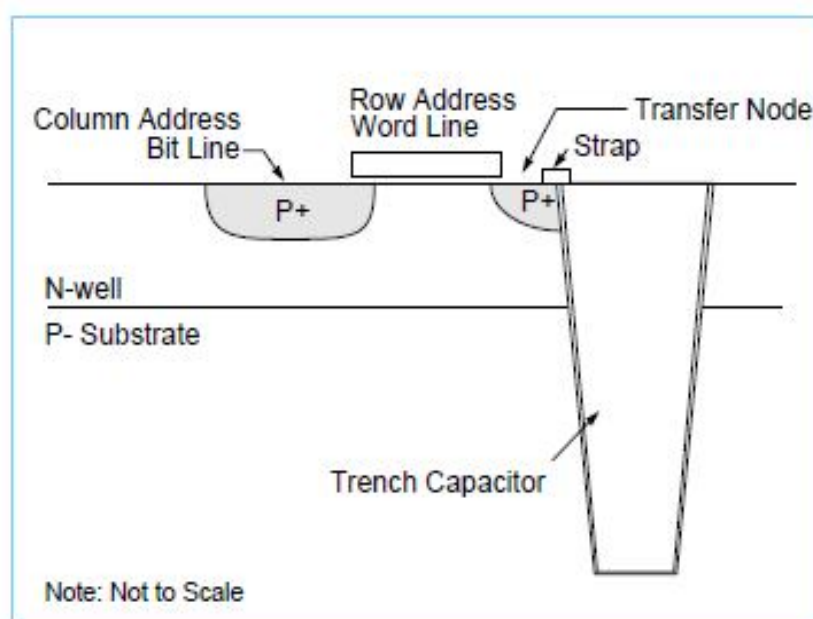 Column Address
Bit Line
Row Address
Word Line
Transfer Node
Strap
P+
P+
N-well
P- Substrate
Trench Capacitor
Note: Not to Scale